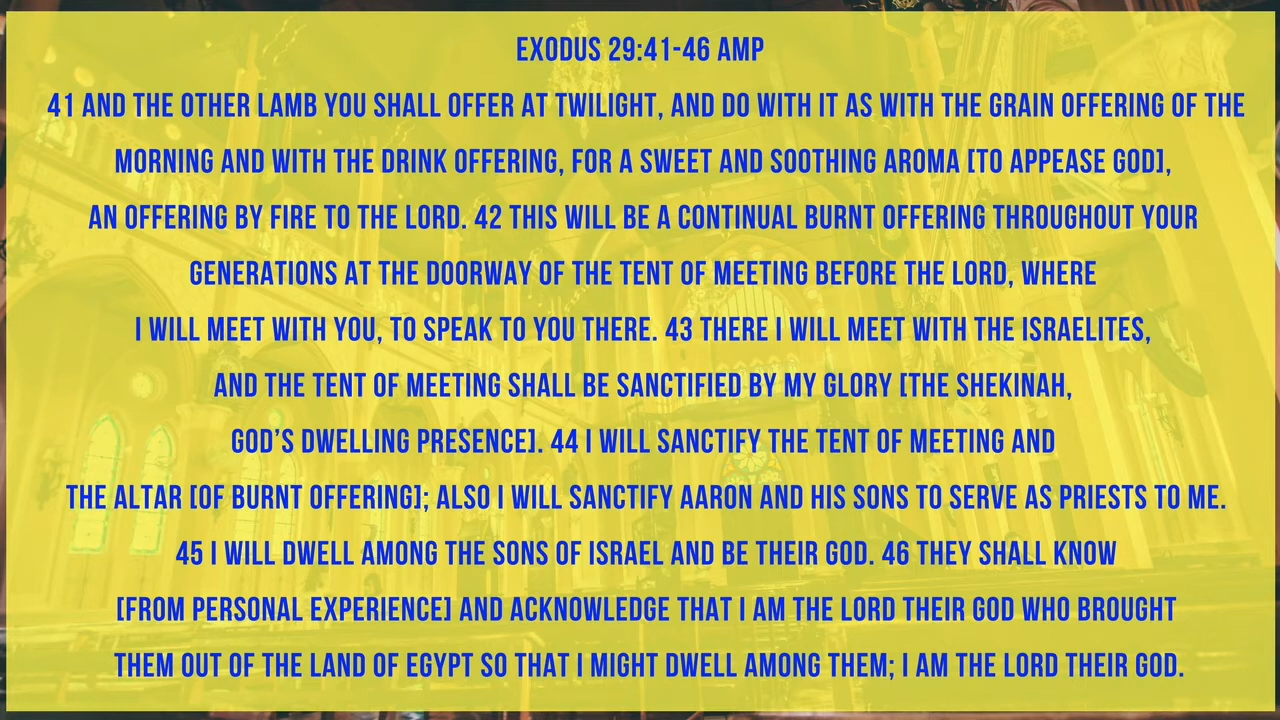 EXODUS 29:41-46 AMP
41 AND THE OTHER LAMB YOU SHALL OFFER AT TWILIGHT, AND DO WITH IT AS WITH THE GRAIN OFFERING OF THE
MORNING AND WITH THE DRINK OFFERING, FOR A SWEET AND SOOTHING AROMA [TO APPEASE GOD],
AN OFFERING BY FIRE TO THE LORD. 42 THIS WILL BE A CONTINUAL BURNT OFFERING THROUGHOUT YOUR
GENERATIONS AT THE DOORWAY OF THE TENT OF MEETING BEFORE THE LORD, WHERE
I WILL MEET WITH YOU, TO SPEAK TO YOU THERE. 43 THERE I WILL MEET WITH THE ISRAELITES,
AND THE TENT OF MEETING SHALL BE SANCTIFIED BY MY GLORY [THE SHEKINAH,
GOD’S DWELLING PRESENCE]. 44 I WILL SANCTIFY THE TENT OF MEETING AND
THE ALTAR [OF BURNT OFFERING]; ALSO I WILL SANCTIFY AARON AND HIS SONS TO SERVE AS PRIESTS TO ME.
45 I WILL DWELL AMONG THE SONS OF ISRAEL AND BE THEIR GOD. 46 THEY SHALL KNOW
[FROM PERSONAL EXPERIENCE] AND ACKNOWLEDGE THAT I AM THE LORD THEIR GOD WHO BROUGHT
THEM OUT OF THE LAND OF EGYPT SO THAT I MIGHT DWELL AMONG THEM; I AM THE LORD THEIR GOD.